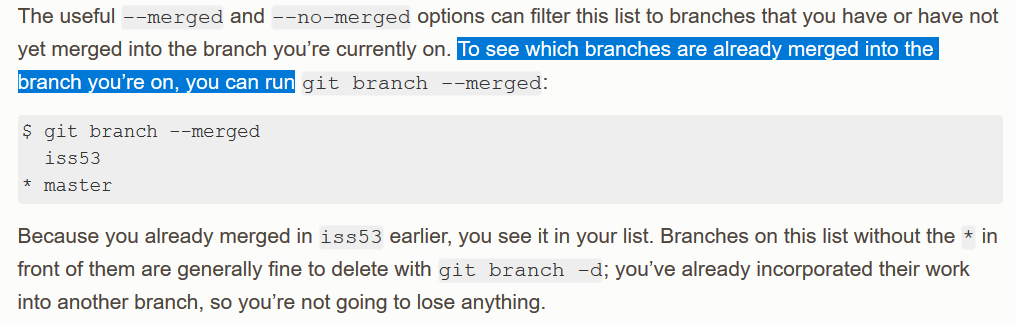 The useful --merged and --no-merged options can filter this list to branches that you have or have not
yet merged into the branch you’re currently on. To see which branches are already merged into the
branch you’re on, you can run git branch --merged:
$ git branch --merged
  iss53
* master
Because you already merged in iss53 earlier, you see it in your list. Branches on this list without the * in
front of them are generally fine to delete with git branch -d; you’ve already incorporated their work
into another branch, so you’re not going to lose anything.